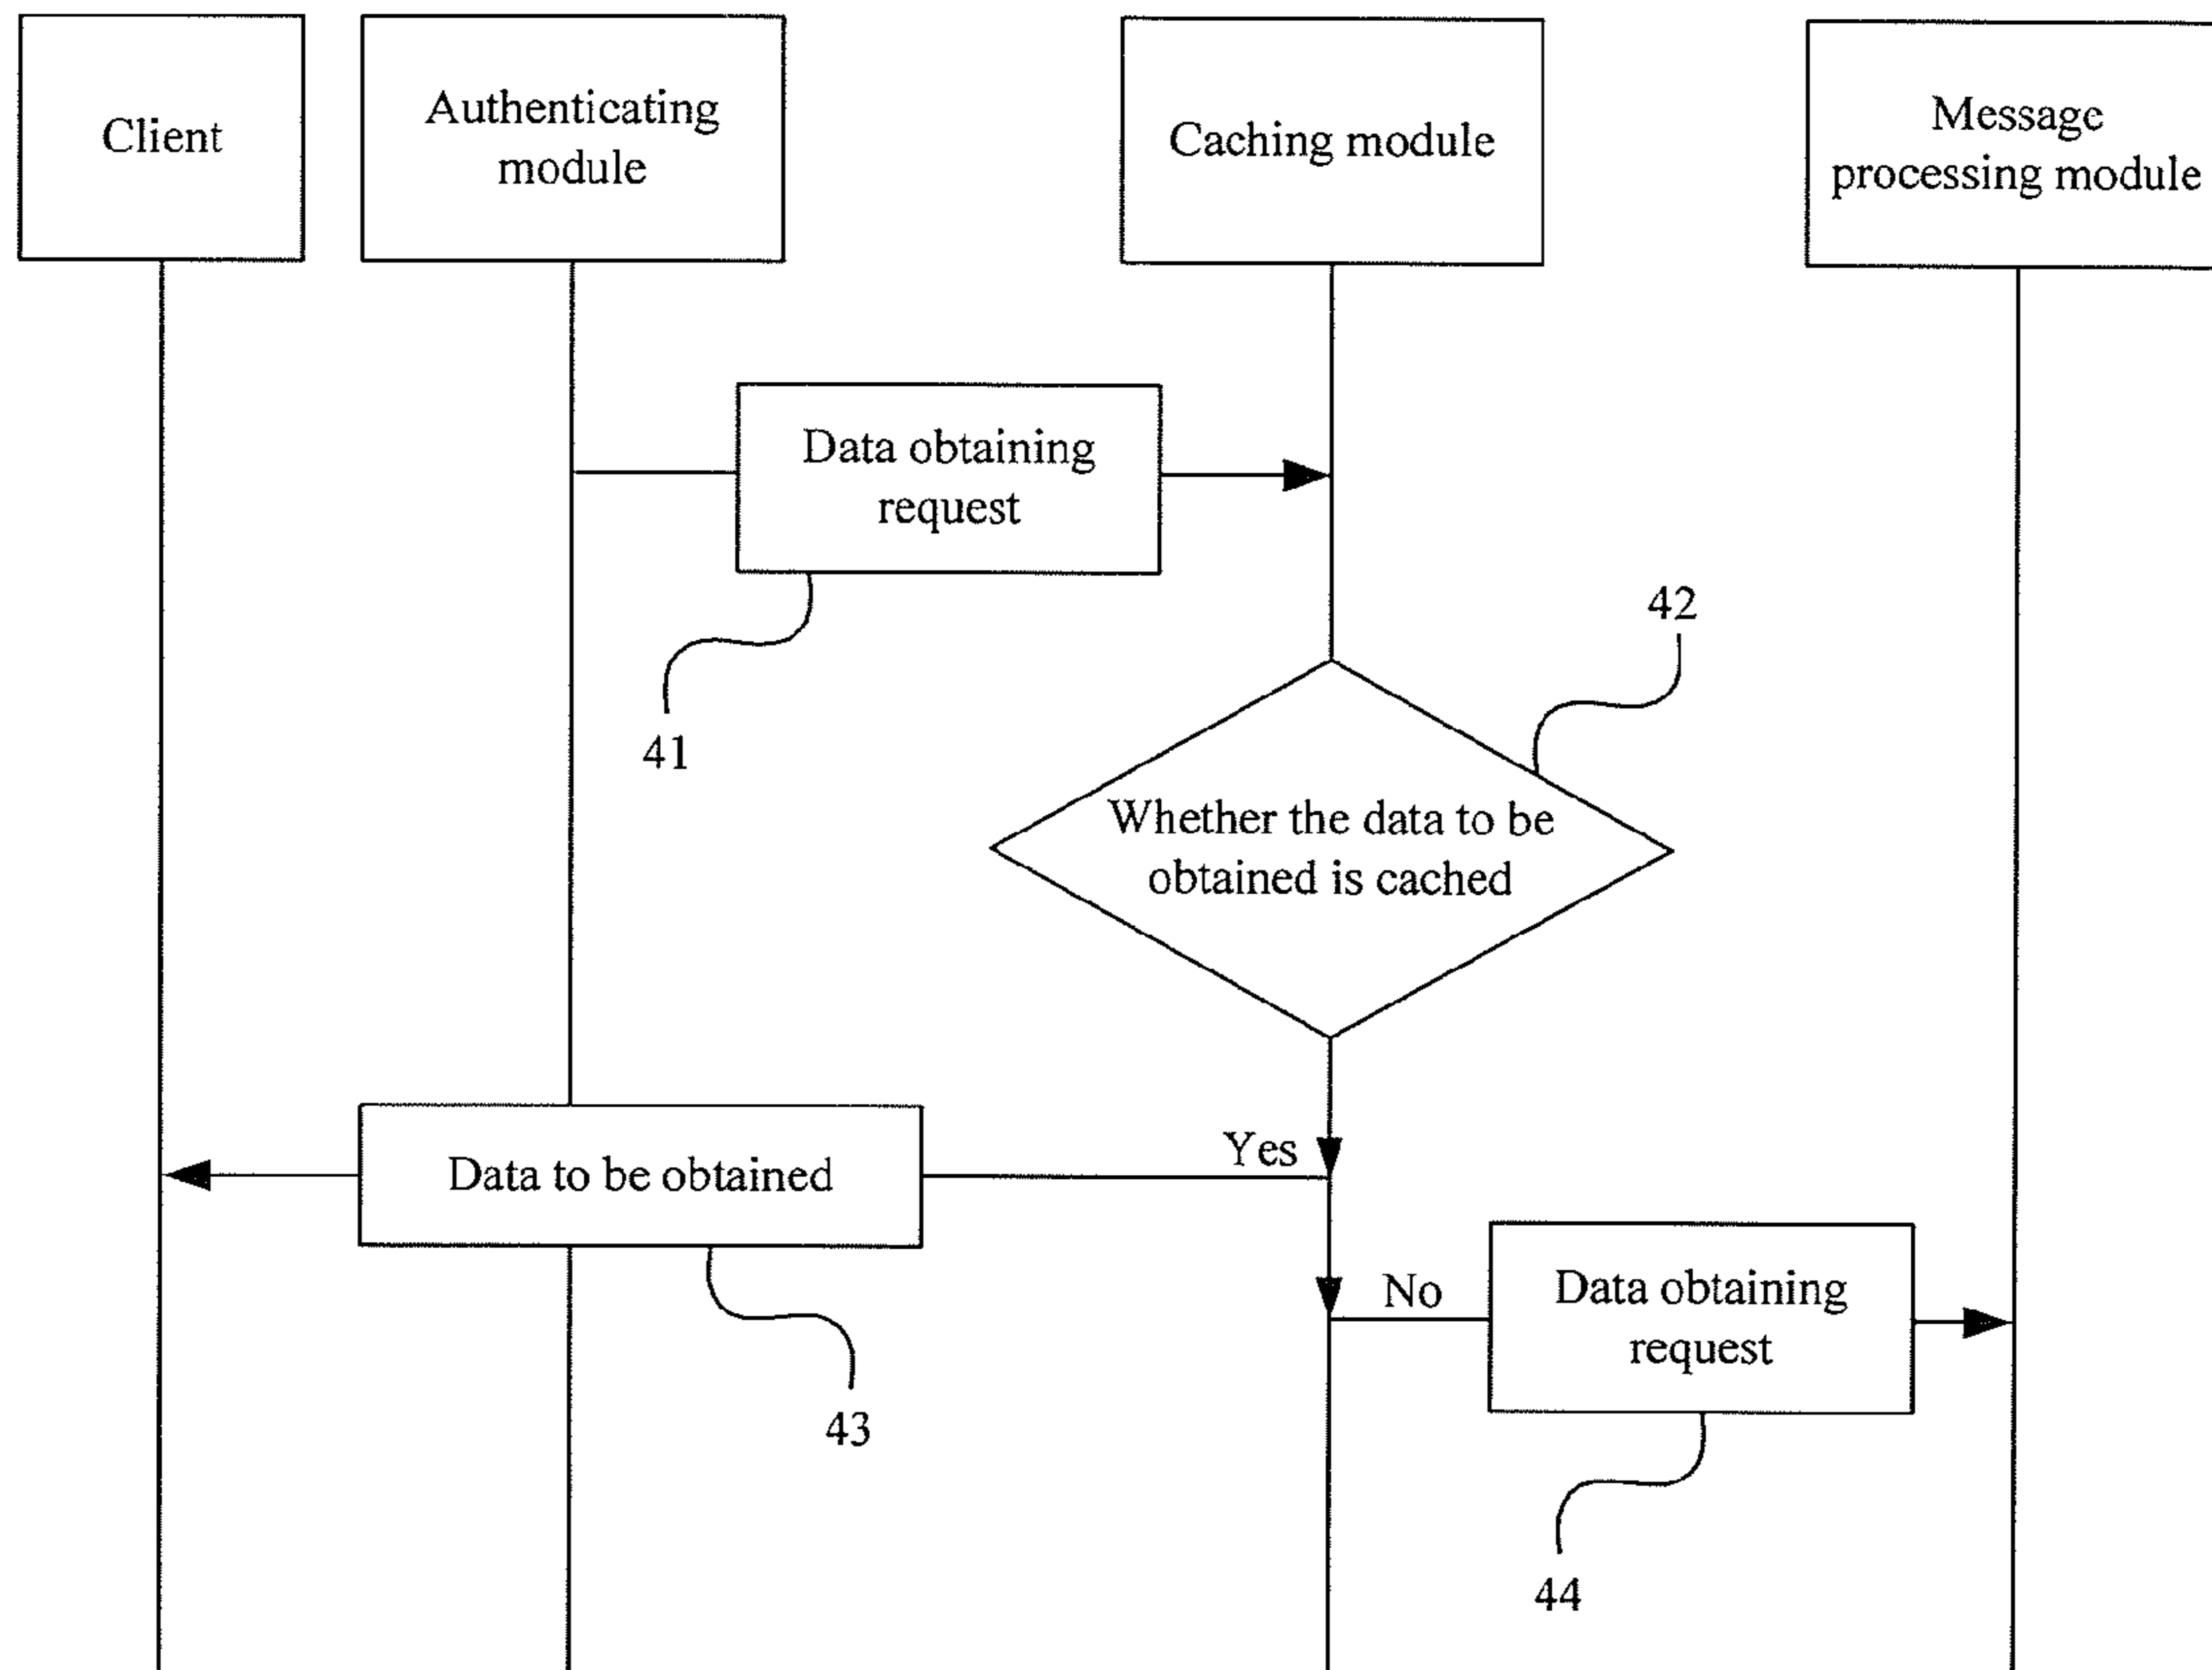 Client
Authenticating
module
Caching module
Message
processing module
Data obtaining
request
41
42
Whether the data to be
obtained is cached
Yes
Data to be obtained
43
No
Data obtaining
request
44